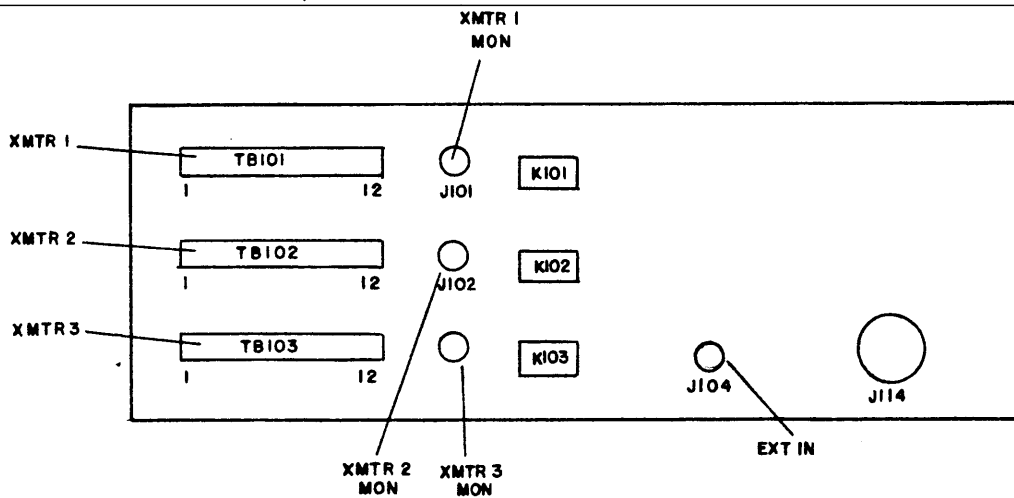 XMTR 1
MON
XMTR 1
TB101
1 12
J101
K101
XMTR 2
TB102
1 12
J102
K102
XMTR 3
TB103
1 12
K103
J104
J114
EXT IN
XMTR 2
MON
XMTR 3
MON